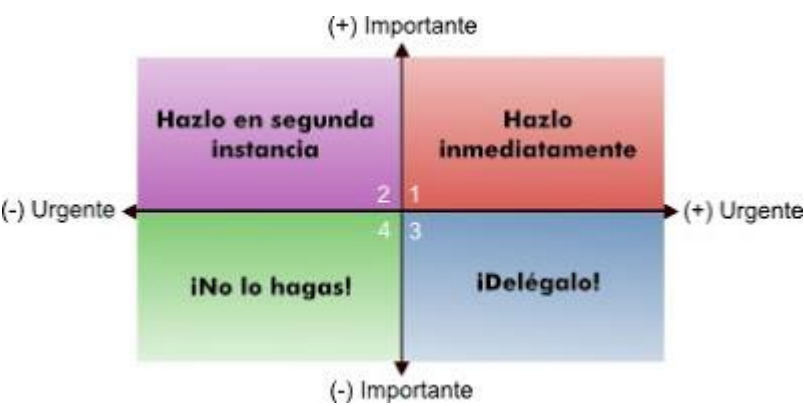 (+) Importante
Hazlo en segunda
instancia
Hazlo
inmediatamente
2 1
(-) Urgente
(+) Urgente
4 3
¡No lo hagas!
¡Delégalo!
(-) Importante